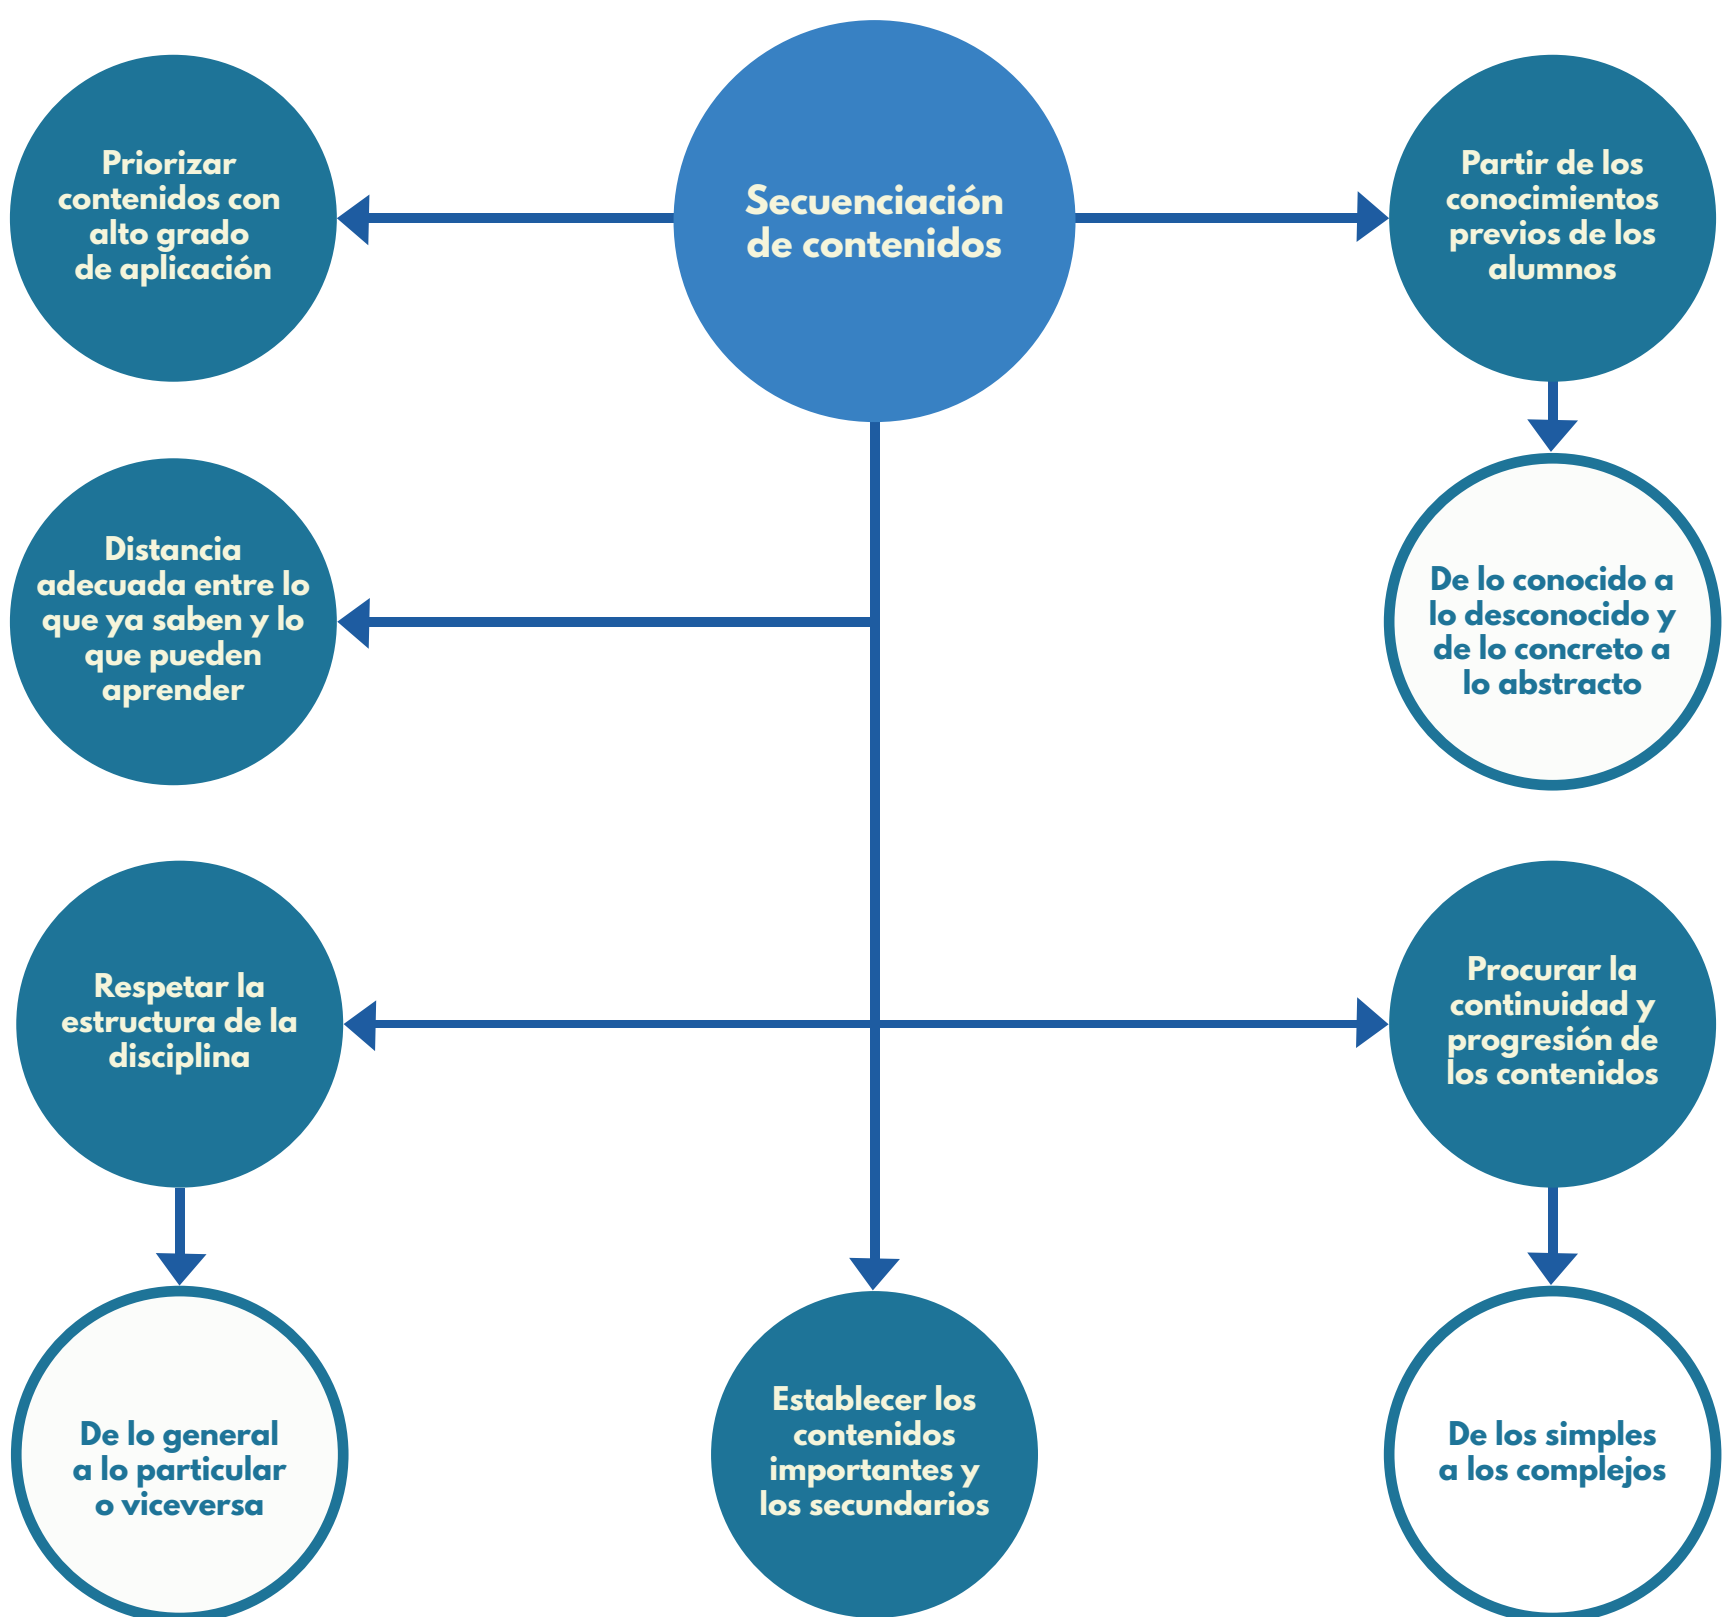 Secuenciación
de contenidos
Priorizar
contenidos con
alto grado
de aplicación
Partir de los
conocimientos
previos de los
alumnos
Distancia
adecuada entre lo
que ya saben y lo
que pueden
aprender
De lo conocido a
lo desconocido y
de lo concreto a
lo abstracto
Respetar la
estructura de la
disciplina
Procurar la
continuidad y
progresión de
los contenidos
De lo general
a lo particular
o viceversa
Establecer los
contenidos
importantes y
los secundarios
De los simples
a los complejos